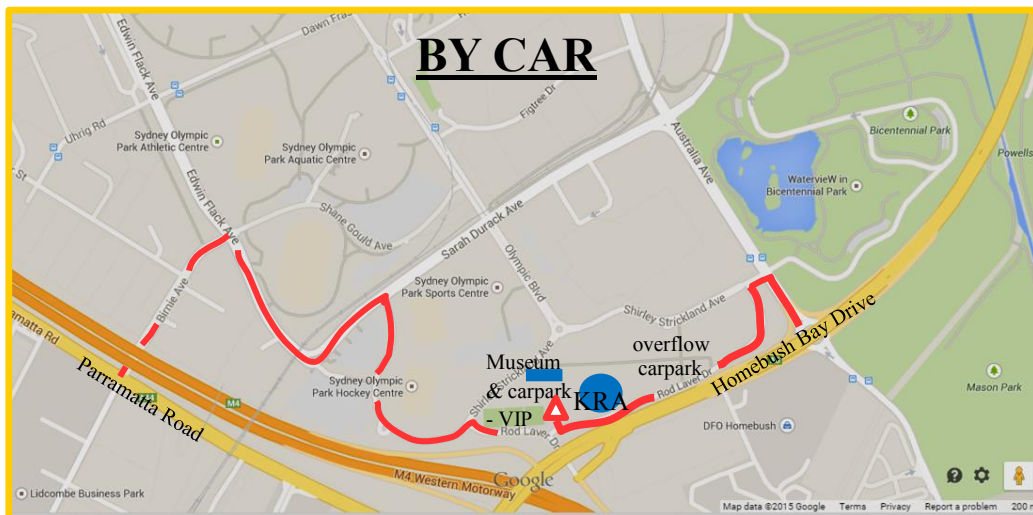 BY CAR
Edwin Flack Ave
Dawn Fras
Uhrig Rd
Sydney Olympic
Park Athletic Centre
Sydney Olympic
Park Aquatic Centre
Figtree Dr
Australia Ave
Bicentennial Park
Powells
WatervieW in
Bicentennial Park
Edwin Flack Ave
Shane Gould Ave
Sarah Durack Ave
Birnie Ave
Sydney Olympic
Park Sports Centre
Olympic Blvd
Shirley Strickland Ave
Homebush Bay Drive
overflow
carpark
Parramatta Road
M4
Sydney Olympic
Park Hockey Centre
Museum
& carpark
- VIP
KRA
Rod Laver Dr
Rod Laver Dr
Mason Park
DFO Homebush
M4 Western Motorway
Google
Lidcombe Business Park
Map data ©2015 Google Terms Privacy Report a problem 200